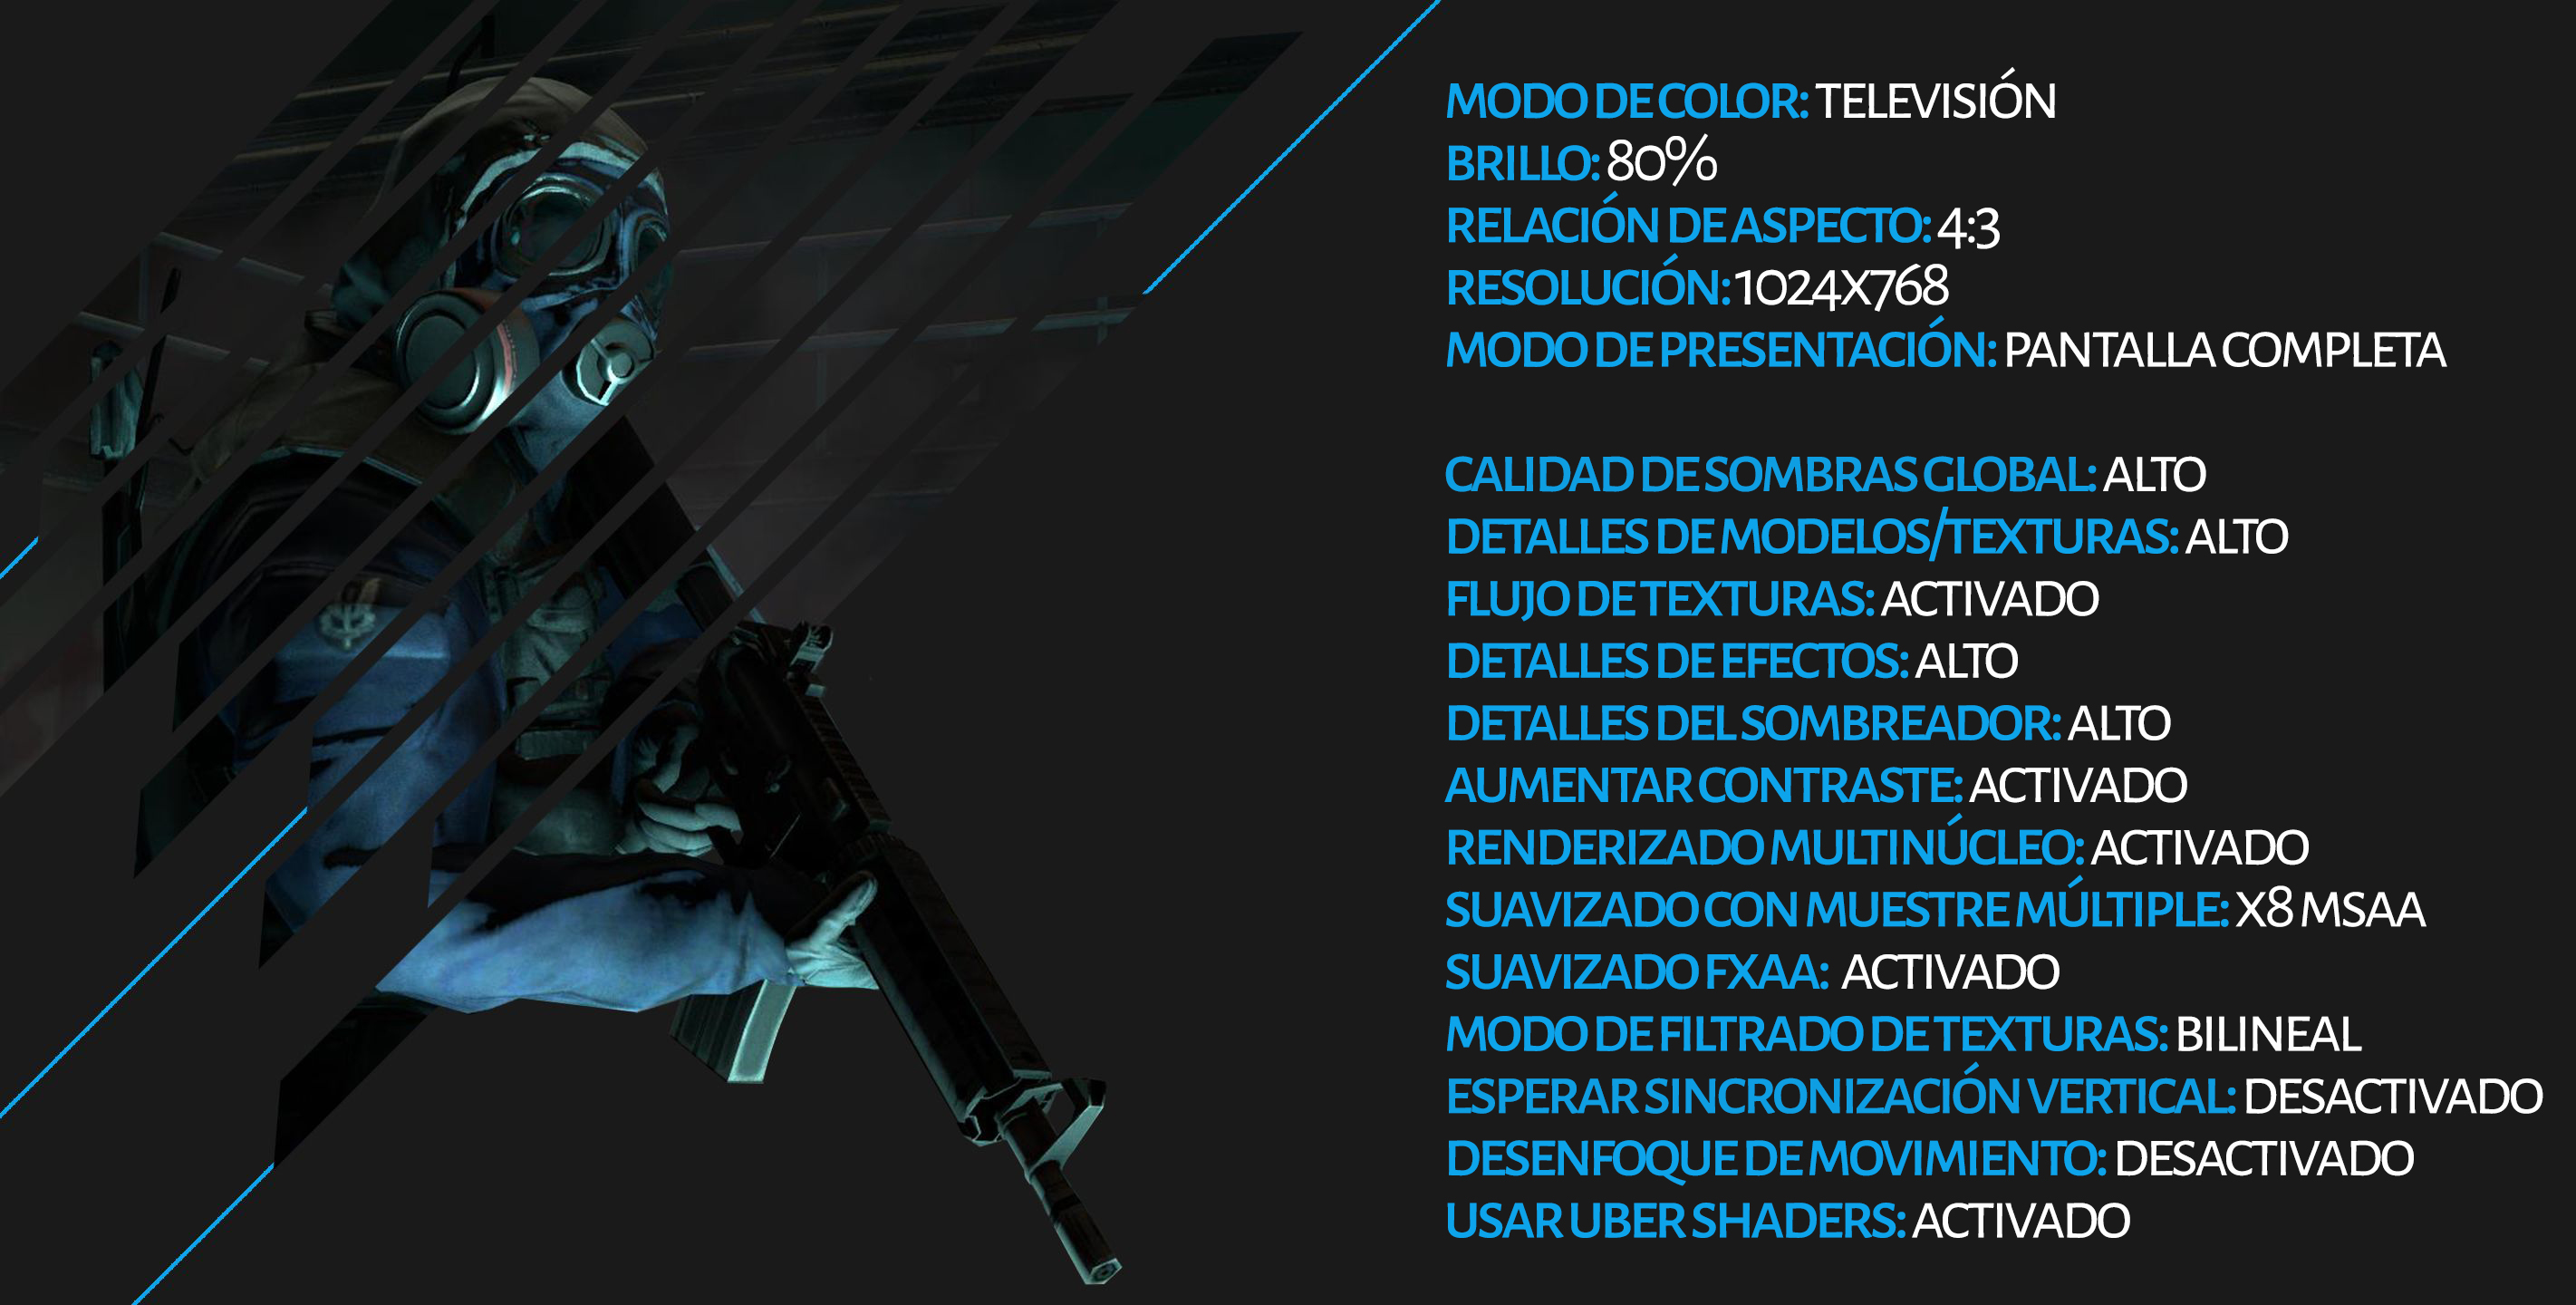 MODO DE COLOR: TELEVISIÓN
BRILLO: 80%
RELACIÓN DE ASPECTO: 4:3
RESOLUCIÓN: 1024X768
MODO DE PRESENTACIÓN: PANTALLA COMPLETA
CALIDAD DE SOMBRAS GLOBAL: ALTO
DETALLES DE MODELOS/TEXTURAS: ALTO
FLUJO DE TEXTURAS: ACTIVADO
DETALLES DE EFECTOS: ALTO
DETALLES DEL SOMBREADOR: ALTO
AUMENTAR CONTRASTE: ACTIVADO
RENDERIZADO MULTINÚCLEO: ACTIVADO
SUAVIZADO CON MUESTRE MÚLTIPLE: X8 MSAA
SUAVIZADO FXAA: ACTIVADO
MODO DE FILTRADO DE TEXTURAS: BILINEAL
ESPERAR SINCRONIZACIÓN VERTICAL: DESACTIVADO
DESENFOQUE DE MOVIMIENTO: DESACTIVADO
USAR UBER SHADERS: ACTIVADO